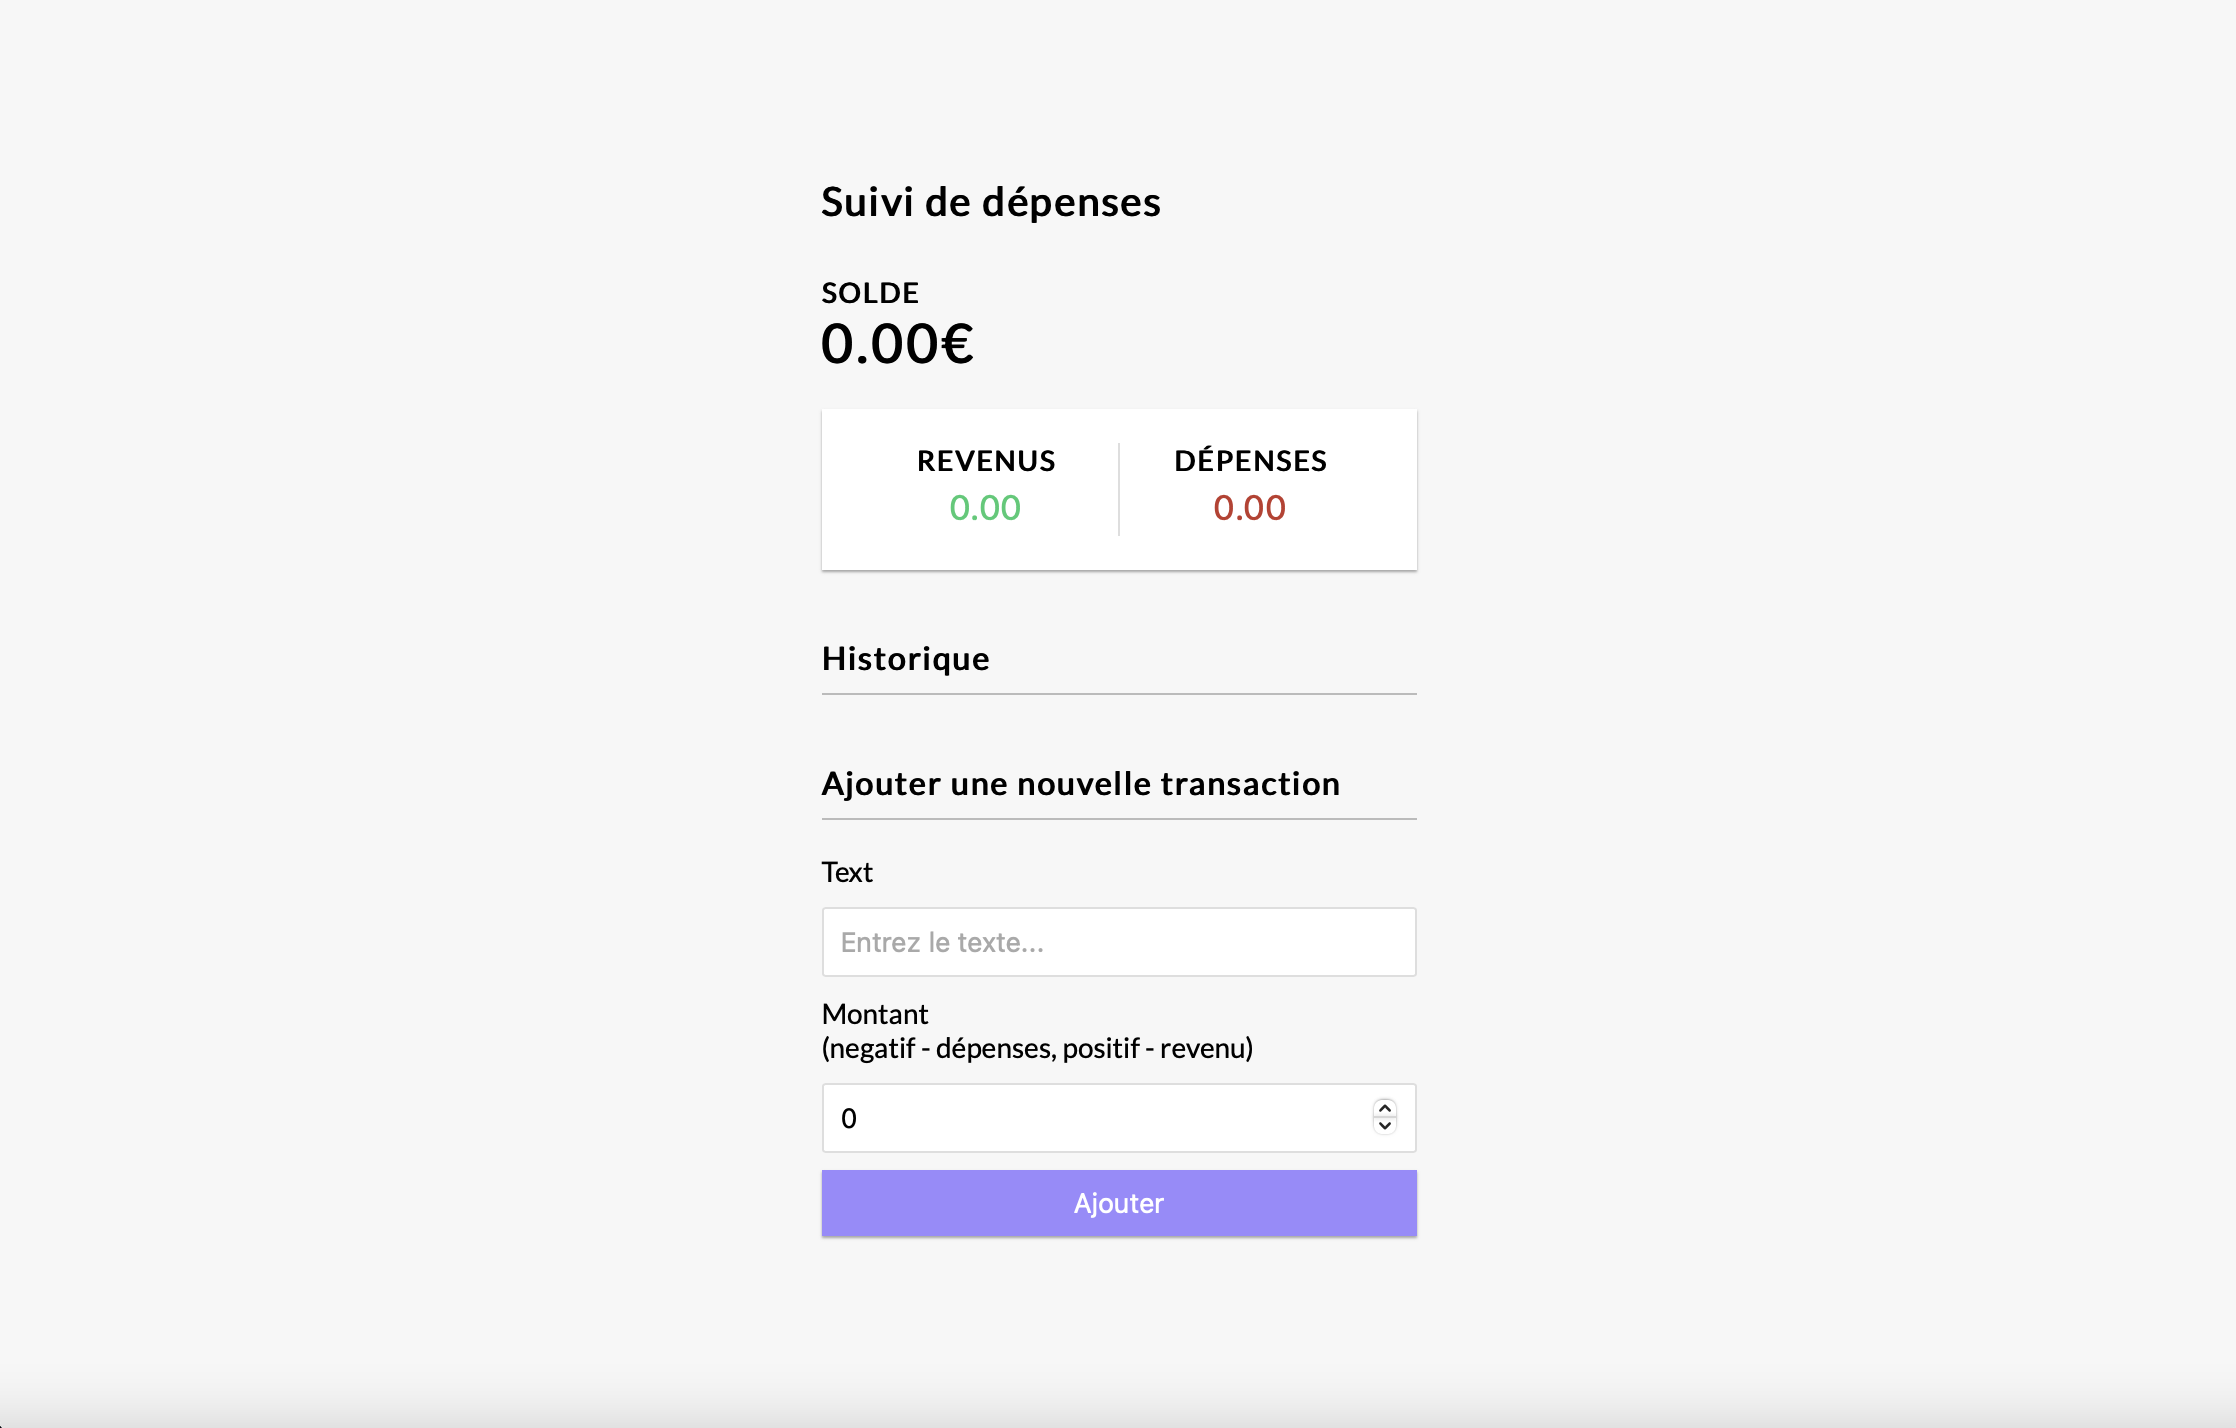 Suivi de dépenses
SOLDE
0.00€
REVENUS
0.00
DÉPENSES
0.00
Historique
Ajouter une nouvelle transaction
Text
Entrez le texte...
Montant
(negatif - dépenses, positif - revenu)
0
Ajouter